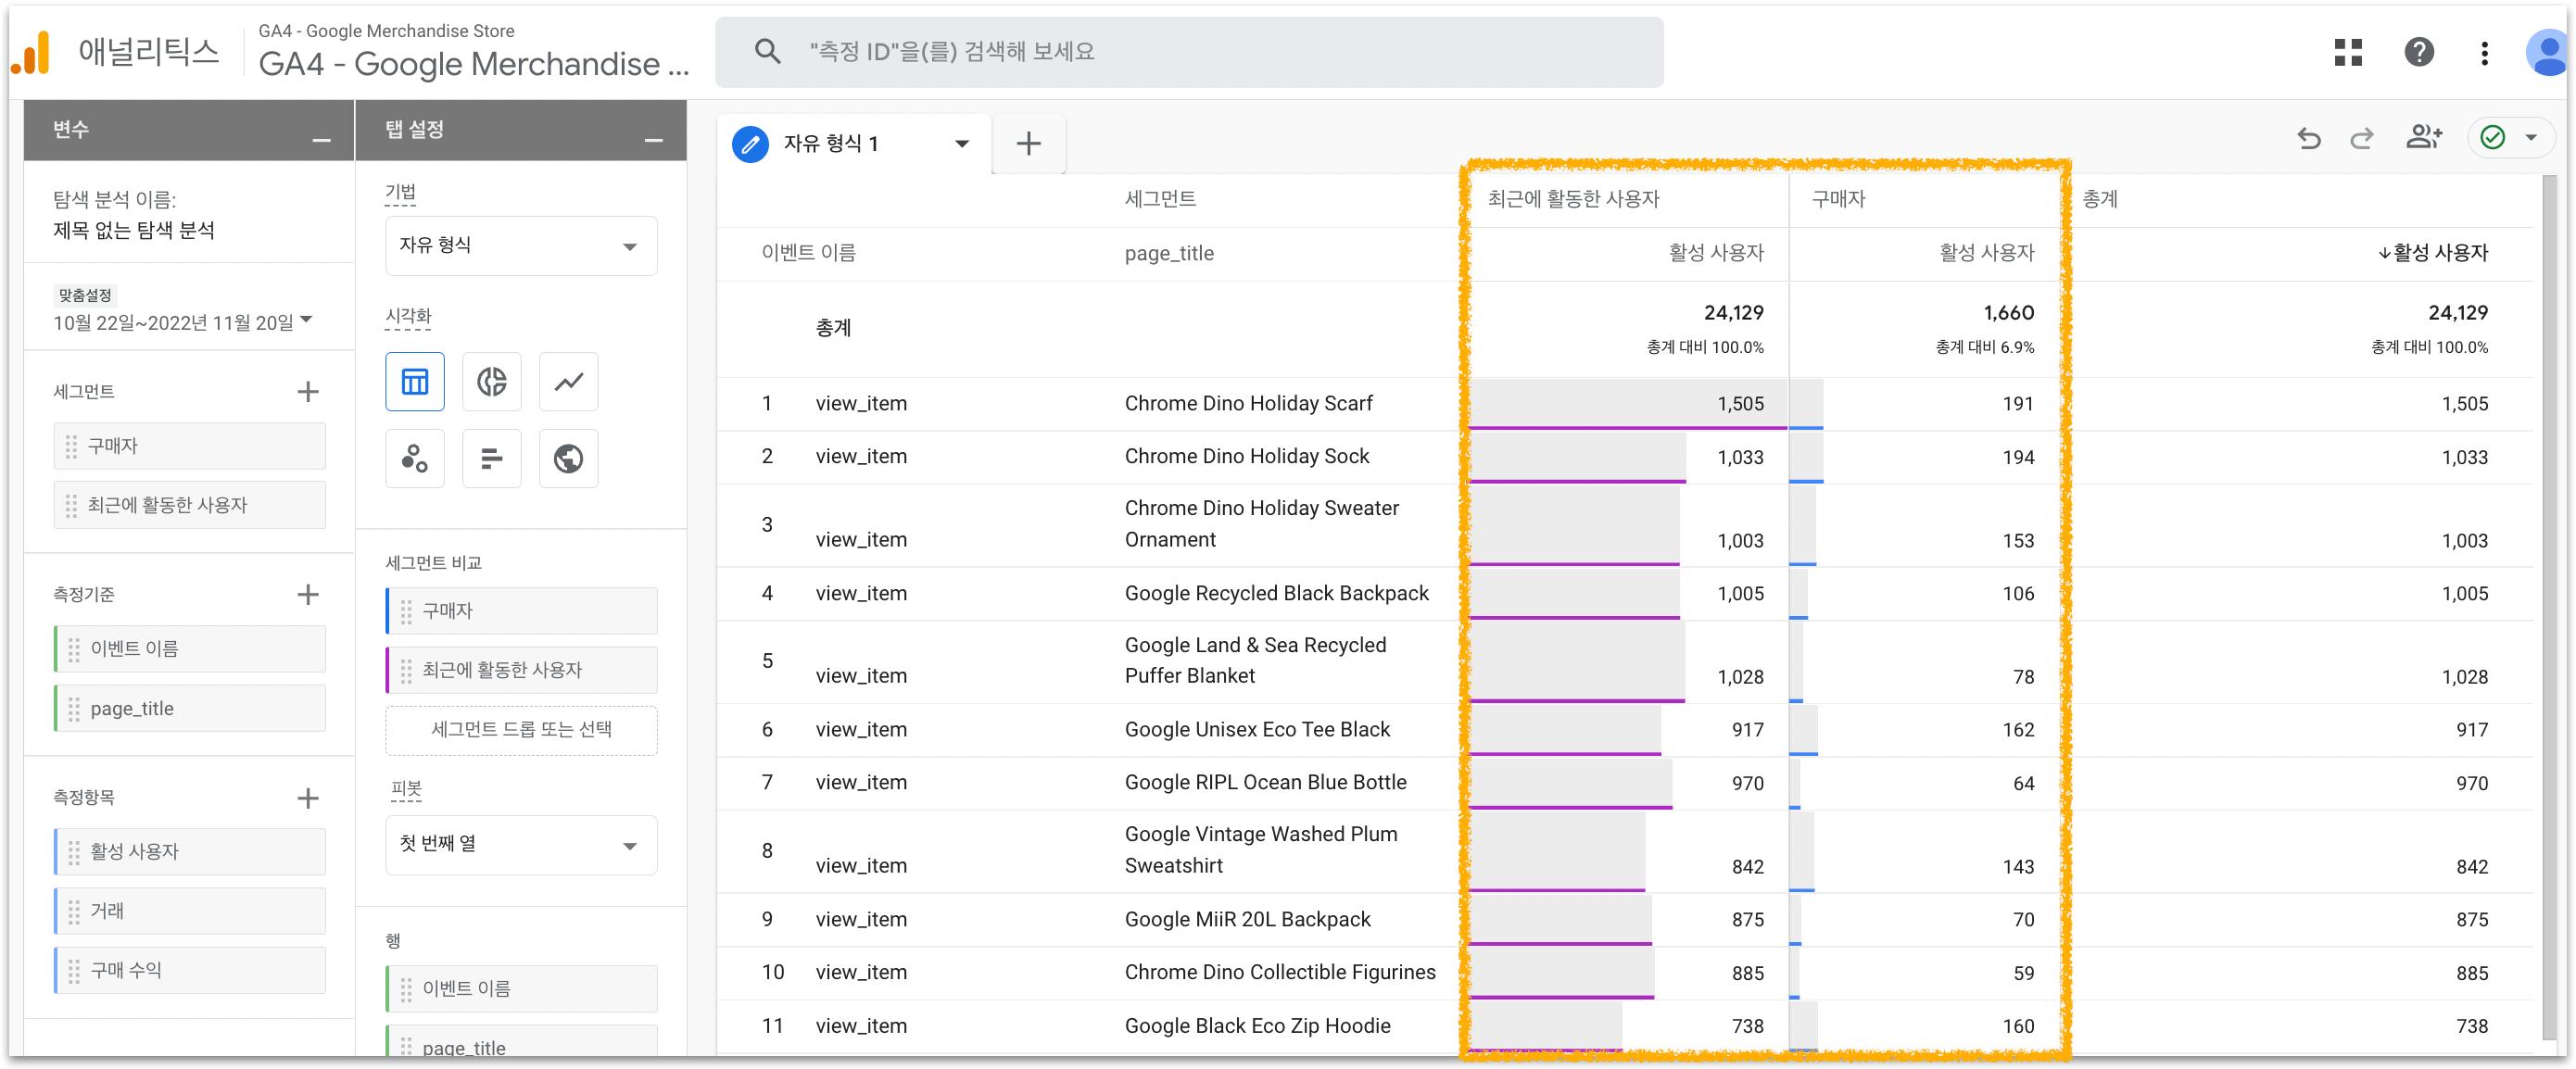 애널리틱스
GA4 - Google Merchandise Store
GA4 - Google Merchandise ...
"측정 ID"을(를) 검색해 보세요
변수
탐색 분석 이름:
제목 없는 탐색 분석
맞춤설정
10월 22일~2022년 11월 20일
세그먼트
구매자
최근에 활동한 사용자
측정기준
이벤트 이름
page_title
측정항목
활성 사용자
거래
구매 수익
탭 설정
기법
자유 형식
시각화
세그먼트 비교
구매자
최근에 활동한 사용자
세그먼트 드롭 또는 선택
피봇
첫 번째 열
행
이벤트 이름
page_title
자유 형식 1
세그먼트 최근에 활동한 사용자 구매자 총계
이벤트 이름 page_title 활성 사용자 활성 사용자 ↓활성 사용자
총계 24,129 1,660 24,129
총계 대비 100.0% 총계 대비 6.9% 총계 대비 100.0%
1 view_item Chrome Dino Holiday Scarf 1,505 191 1,505
2 view_item Chrome Dino Holiday Sock 1,033 194 1,033
3 view_item Chrome Dino Holiday Sweater
Ornament 1,003 153 1,003
4 view_item Google Recycled Black Backpack 1,005 106 1,005
5 view_item Google Land & Sea Recycled
Puffer Blanket 1,028 78 1,028
6 view_item Google Unisex Eco Tee Black 917 162 917
7 view_item Google RIPL Ocean Blue Bottle 970 64 970
8 view_item Google Vintage Washed Plum
Sweatshirt 842 143 842
9 view_item Google MiiR 20L Backpack 875 70 875
10 view_item Chrome Dino Collectible Figurines 885 59 885
11 view_item Google Black Eco Zip Hoodie 738 160 738